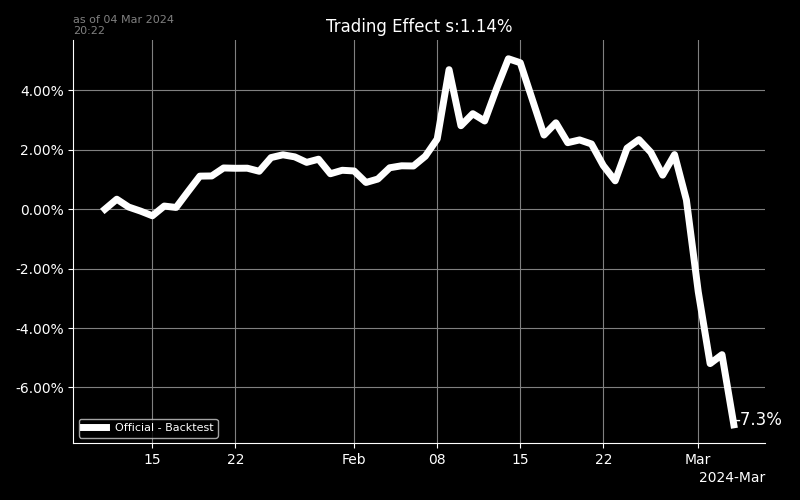 as of 04 Mar 2024
20:22
Trading Effect s:1.14%
4.00%
2.00%
0.00%
-2.00%
-4.00%
-6.00%
-7.3%
Official - Backtest
15 22 Feb 08 15 22 Mar
2024-Mar